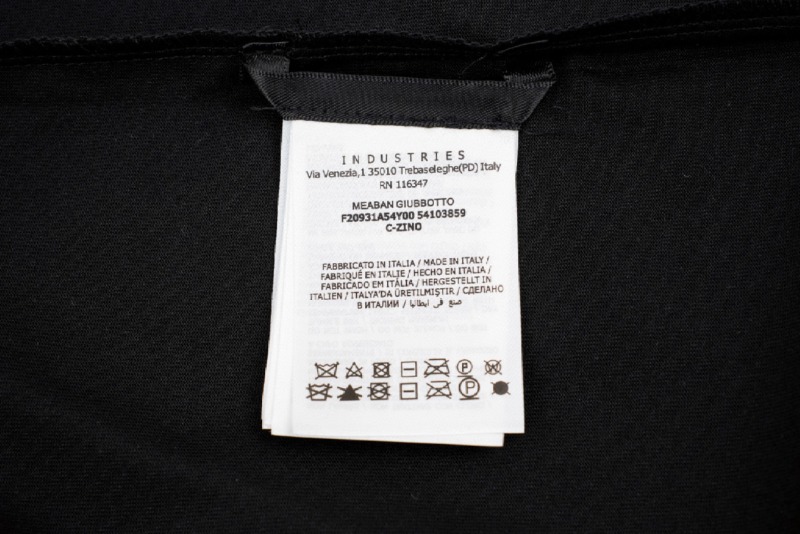 INDUSTRIES
Via Venezia,1 35010 Trebaseleghe(PD) Italy
RN 116347
MEABAN GIUBBOTTO
F20931A54Y00 54103859
C-ZINO
FABBRICATO IN ITALIA / MADE IN ITALY /
FABRIQUÉ EN ITALIE / HECHO EN ITALIA /
FABRICADO EM ITÁLIA / HERGESTELLT IN
ITALIEN / ITALYA'DA ÜRETILMIŞTIR / СДЕЛАНО
В ИТАЛИИ / صنع في ايطاليا
P W
P